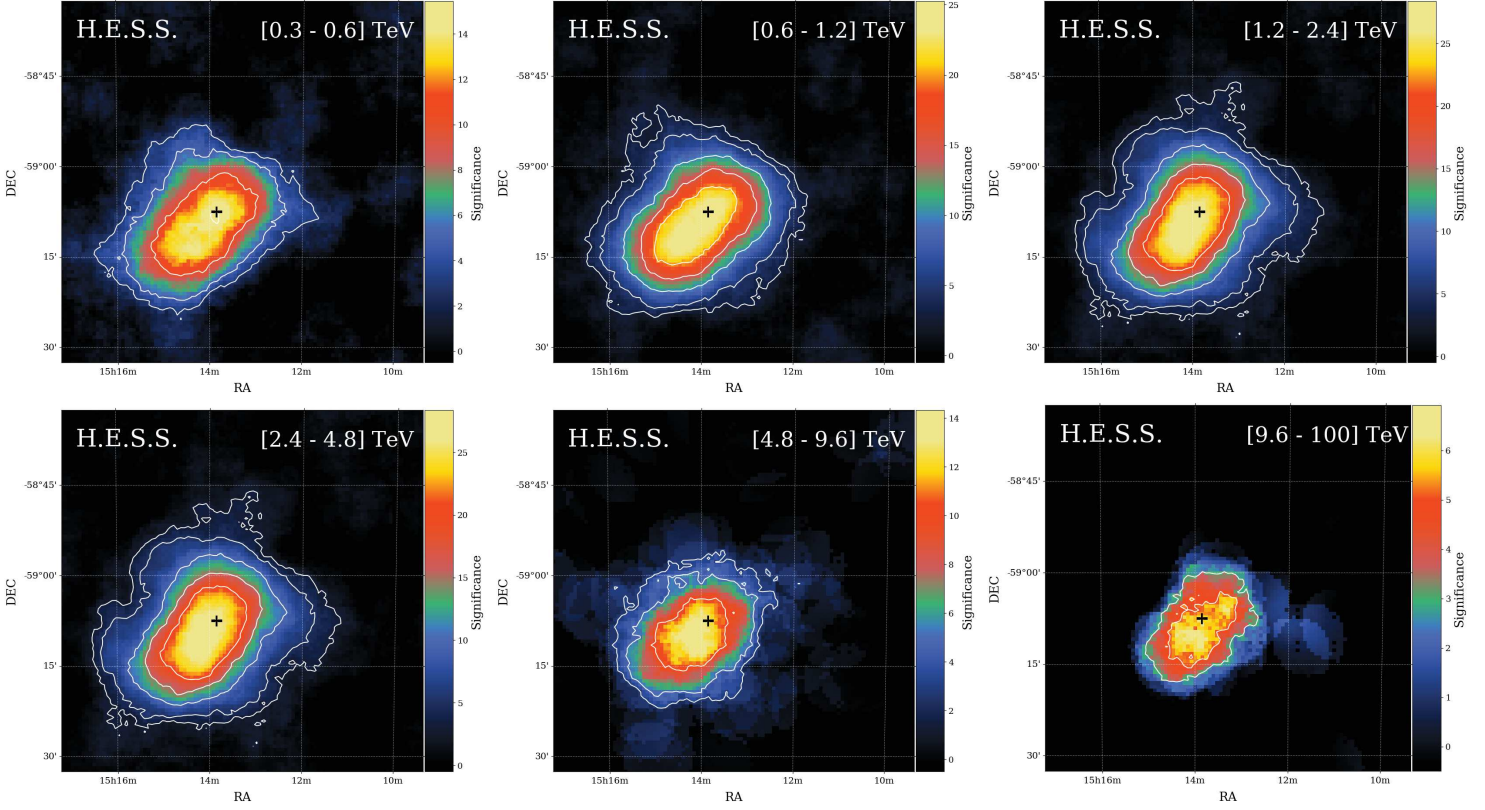 H.E.S.S. [0.3 - 0.6] TeV
-58°45'
-59°00'
15'
30'
DEC
15h16m 14m 12m 10m
RA
14
12
10
8
6
4
2
0
Significance
H.E.S.S. [0.6 - 1.2] TeV
-58°45'
-59°00'
15'
30'
DEC
15h16m 14m 12m 10m
RA
25
20
15
10
5
0
Significance
H.E.S.S. [1.2 - 2.4] TeV
-58°45'
-59°00'
15'
30'
DEC
15h16m 14m 12m 10m
RA
25
20
15
10
5
0
Significance
H.E.S.S. [2.4 - 4.8] TeV
-58°45'
-59°00'
15'
30'
DEC
15h16m 14m 12m 10m
RA
25
20
15
10
5
0
Significance
H.E.S.S. [4.8 - 9.6] TeV
-58°45'
-59°00'
15'
30'
DEC
15h16m 14m 12m 10m
RA
14
12
10
8
6
4
2
0
Significance
H.E.S.S. [9.6 - 100] TeV
-58°45'
-59°00'
15'
30'
DEC
15h16m 14m 12m 10m
RA
6
5
4
3
2
1
0
Significance